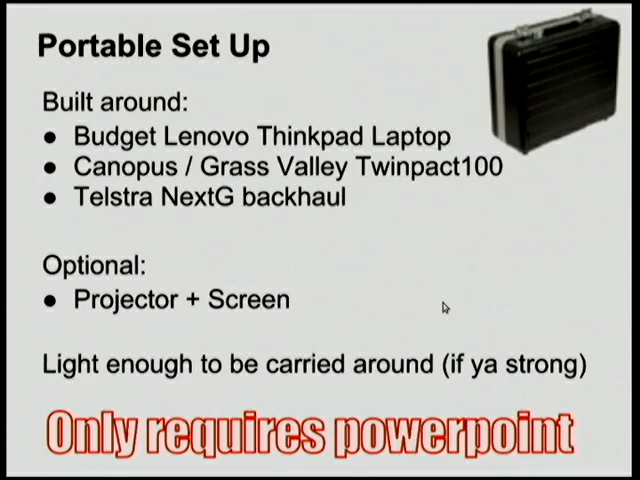 Portable Set Up
Built around:
● Budget Lenovo Thinkpad Laptop
● Canopus / Grass Valley Twinpact100
● Telstra NextG backhaul
Optional:
● Projector + Screen
Light enough to be carried around (if ya strong)
Only requires powerpoint